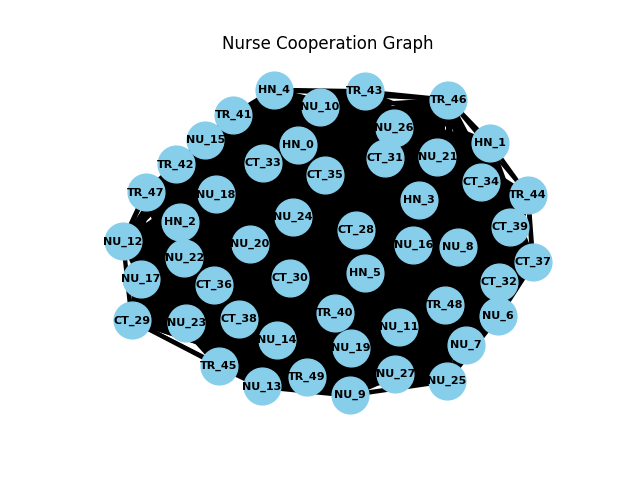 Nurse Cooperation Graph
HN_4
TR_43
TR_46
NU_10
TR_41
NU_26
NU_15
HN_0
HN_1
CT_31
NU_21
TR_42
CT_33
CT_35
CT_34
TR_47
NU_18
TR_44
HN_3
NU_24
HN_2
CT_39
CT_28
NU_12
NU_20
NU_16
NU_8
NU_22
CT_37
HN_5
NU_17
CT_30
CT_32
CT_36
TR_48
TR_40
NU_6
CT_29
CT_38
NU_23
NU_11
NU_14
NU_7
NU_19
TR_45
NU_27
TR_49
NU_25
NU_13
NU_9